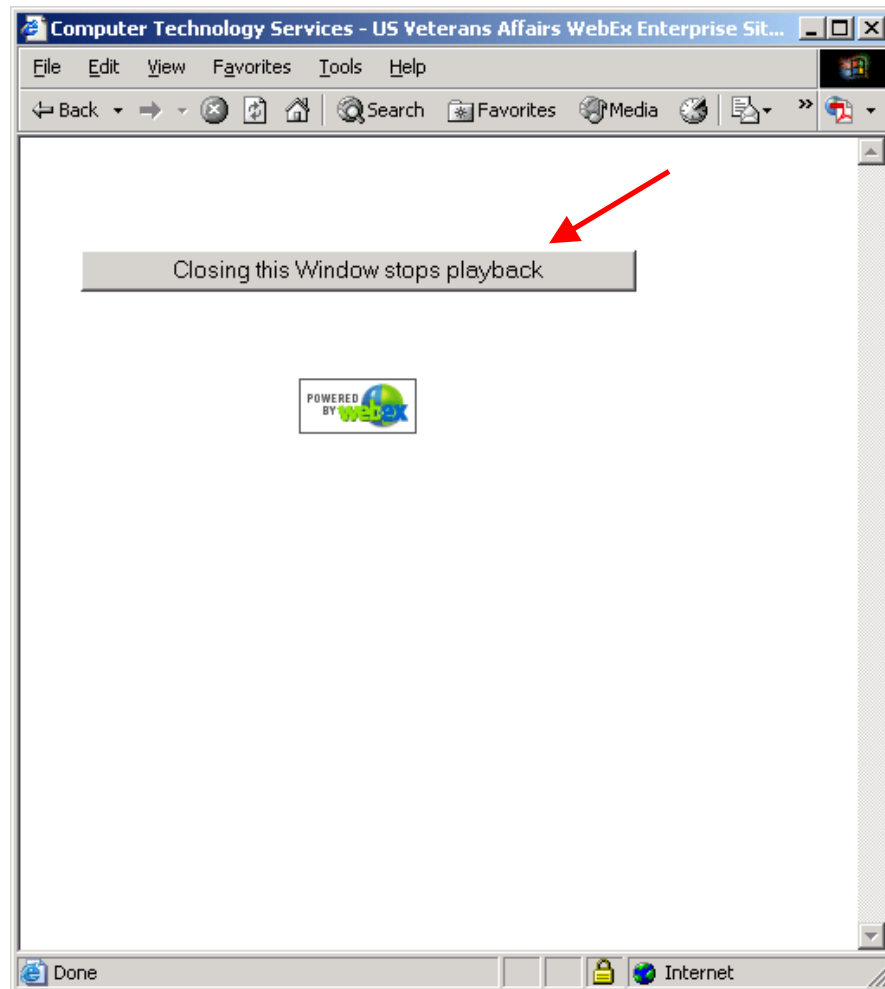 Computer Technology Services - US Veterans Affairs WebEx Enterprise Sit...
File Edit View Favorites Tools Help
Back Search Favorites Media »
Closing this Window stops playback
POWERED
BY webex
Done Internet